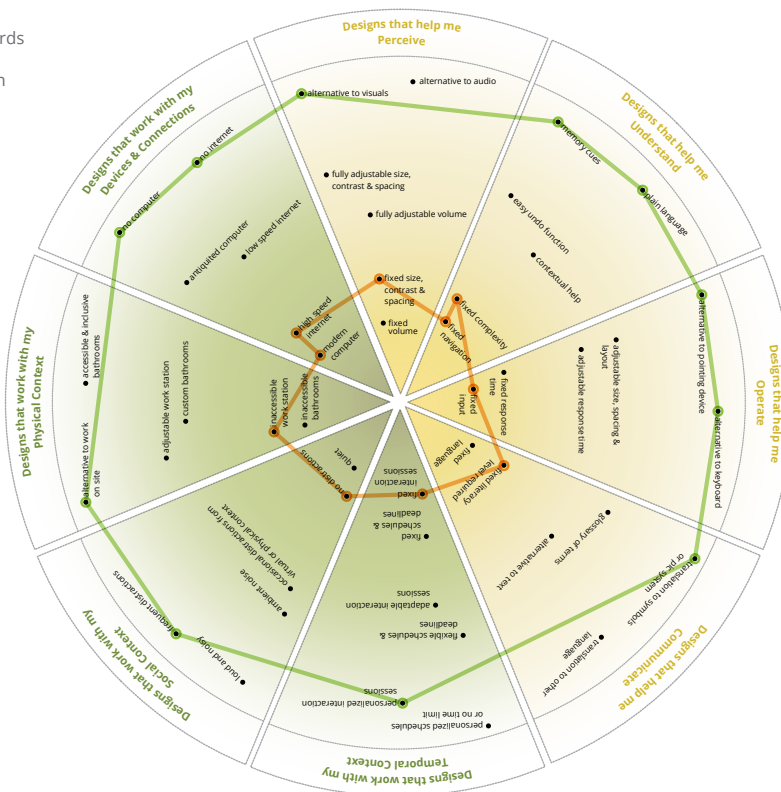 rds
n
Designs that help me
Perceive
alternative to visuals
alternative to audio
fully adjustable size,
contrast & spacing
fully adjustable volume
fixed size,
contrast &
spacing
fixed
volume
Designs that help me
Understand
memory cues
plain language
easy undo function
contextual help
fixed complexity
fixed
navigation
Designs that help me
Operate
alternative to pointing device
alternative to keyboard
adjustable size, spacing &
layout
adjustable response time
fixed response
time
fixed
input
Designs that help me
Communicate
translation to symbols
or pic system
translation to other
language
glossary of terms
alternative to text
fixed literacy
level required
fixed
language
Designs that work with my
Temporal Context
personalized schedules
or no time limit
personalized interaction
sessions
flexible schedules &
deadlines
adaptable interaction
sessions
fixed
deadlines & schedules
fixed
interaction
sessions
Designs that work with my
Social Context
loud and noisy
frequent distractions
ambient noise
occasional distractions from
virtual or physical context
no distractions
quiet
Designs that work with my
Physical Context
alternative to work
on site
accessible & inclusive
bathrooms
adjustable work station
custom bathrooms
naccessible
work station
inaccessible
bathrooms
Designs that work with my
Devices & Connections
no computer
no internet
antiquited computer
low speed internet
high speed
internet
modern
computer